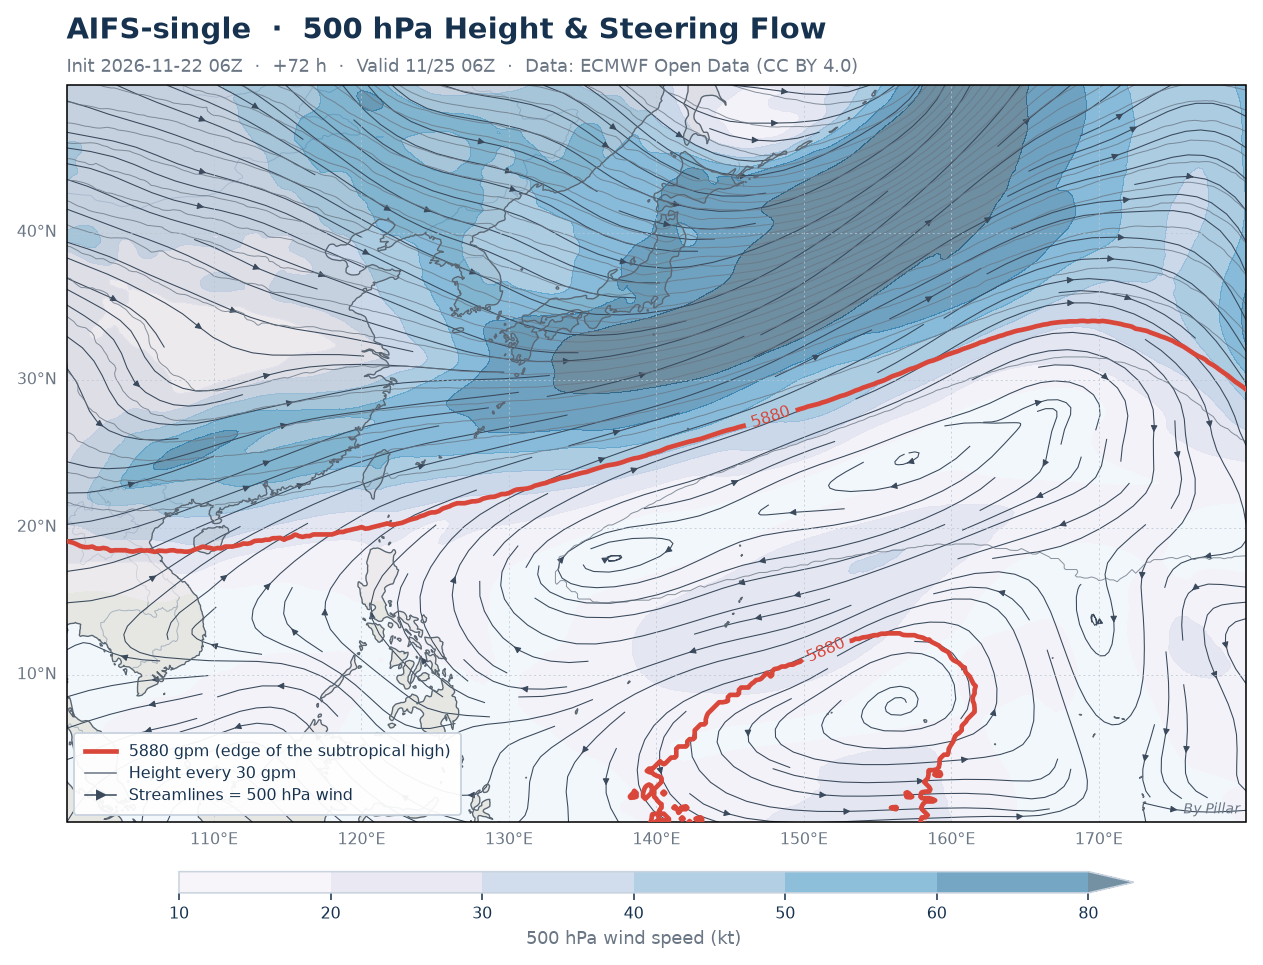 AIFS-single · 500 hPa Height & Steering Flow
Init 2026-11-22 06Z · +72 h · Valid 11/25 06Z · Data: ECMWF Open Data (CC BY 4.0)
40°N
30°N
20°N
10°N
5880
5880
5880 gpm (edge of the subtropical high)
Height every 30 gpm
Streamlines = 500 hPa wind
By Pillar
110°E 120°E 130°E 140°E 150°E 160°E 170°E
10 20 30 40 50 60 80
500 hPa wind speed (kt)